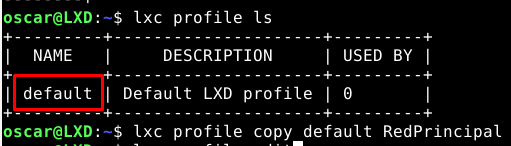 oscar@LXD:~$ lxc profile ls
+---------+---------------------+---------+
| NAME | DESCRIPTION | USED BY |
+---------+---------------------+---------+
| default | Default LXD profile | 0 |
+---------+---------------------+---------+
oscar@LXD:~$ lxc profile copy default RedPrincipal